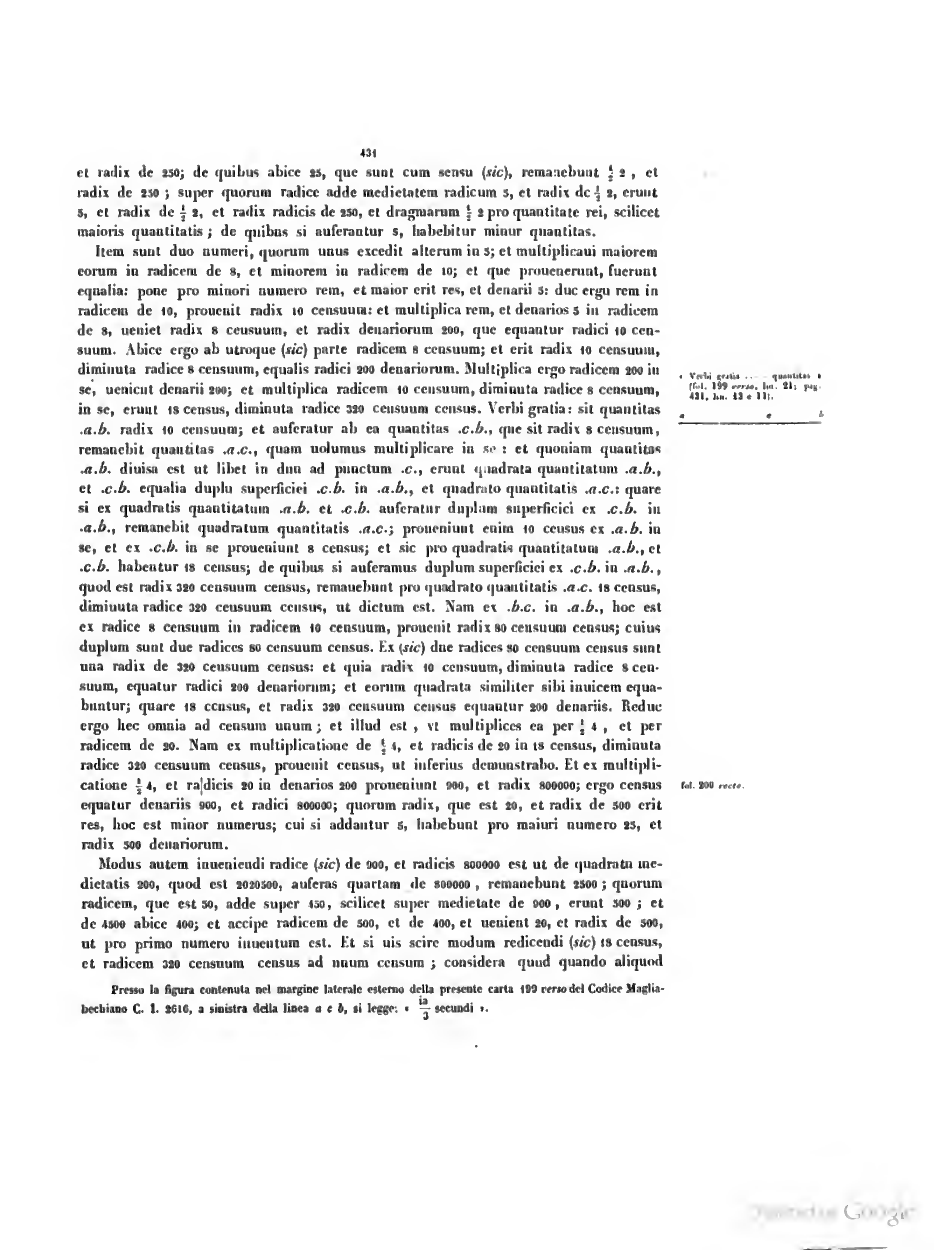 431
et radix de 250; de quibus abice 25, que sunt cum sensu (sic), remanebunt 1/2 2 , et
radix de 250 ; super quorum radice adde medietatem radicum 5, et radix de 1/2 2, erunt
5, et radix de 1/2 2, et radix radicis de 250, et dragmarum 1/2 2 pro quantitate rei, scilicet
maioris quantitatis ; de quibus si auferantur 5, habebitur minur quantitas.
Item sunt duo numeri, quorum unus excedit alterum in 5; et multiplicaui maiorem
eorum in radicem de 8, et minorem in radicem de 10; et que prouenerunt, fuerunt
equalia: pone pro minori numero rem, et maior erit res, et denarii 5: duc ergu rem in
radicem de 10, prouenit radix 10 censuum: et multiplica rem, et denarios 5 in radicem
de 8, ueniet radix 8 censuum, et radix denariorum 200, que equantur radici 10 cen-
suum. Abice ergo ab utroque (sic) parte radicem 8 censuum; et erit radix 10 censuum,
diminuta radice 8 censuum, equalis radici 200 denariorum. Multiplica ergo radicem 200 in
se, uenient denarii 200; et multiplica radicem 10 censuum, diminuta radice 8 censuum,
in se, erunt 18 census, diminuta radice 320 censuum census. Verbi gratia: sit quantitas
.a.b. radix 10 censuum; et auferatur ab ea quantitas .c.b., que sit radix 8 censuum,
remanebit quantitas .a.c., quam uolumus multiplicare in se : et quoniam quantitas
.a.b. diuisa est ut libet in duo ad punctum .c., erunt quadrata quantitatum .a.b.,
et .c.b. equalia duplu superficiei .c.b. in .a.b., et quadrato quantitatis .a.c.: quare
si ex quadratis quantitatum .a.b. et .c.b. auferatur duplum superficiei ex .c.b. in
.a.b., remanebit quadratum quantitatis .a.c.; proueniunt enim 10 census ex .a.b. in
se, et ex .c.b. in se proueniunt 8 census; et sic pro quadratis quantitatum .a.b., et
.c.b. habentur 18 census; de quibus si auferamus duplum superficiei ex .c.b. in .a.b.,
quod est radix 320 censuum census, remanebunt pro quadrato quantitatis .a.c. 18 census,
diminuta radice 320 censuum census, ut dictum est. Nam ex .b.c. in .a.b., hoc est
ex radice 8 censuum in radicem 10 censuum, prouenit radix 80 censuum census; cuius
duplum sunt due radices 80 censuum census. Ex (sic) due radices 80 censuum census sunt
una radix de 320 censuum census: et quia radix 10 censuum, diminuta radice 8 cen-
suum, equatur radici 200 denariorum; et eorum quadrata similiter sibi inuicem equa-
buntur; quare 18 census, et radix 320 censuum census equantur 200 denariis. Reduc
ergo hec omnia ad censum unum ; et illud est , vt multiplices ea per 1/2 4 , et per
radicem de 20. Nam ex multiplicatione de 1/2 4, et radicis de 20 in 18 census, diminuta
radice 320 censuum census, prouenit census, ut inferius demunstrabo. Et ex multipli-
catione 1/2 4, et ra|dicis 20 in denarios 200 proueniunt 900, et radix 800000; ergo census
equatur denariis 900, et radici 800000; quorum radix, que est 20, et radix de 500 erit
res, hoc est minor numerus; cui si addantur 5, habebunt pro maiuri numero 25, et
radix 500 denariorum.
Modus autem inueniendi radice (sic) de 900, et radicis 800000 est ut de quadratu me-
dietatis 200, quod est 2020500, auferas quartam de 800000 , remanebunt 2500 ; quorum
radicem, que est 50, adde super 450, scilicet super medietate de 900 , erunt 500 ; et
de 4500 abice 400; et accipe radicem de 500, et de 400, et uenient 20, et radix de 500,
ut pro primo numero inuentum est. Et si uis scire modum redicendi (sic) 18 census,
et radicem 320 censuum census ad unum censum ; considera quud quando aliquod
Presso la figura contenuta nel margine laterale esterno della presente carta 199 verso del Codice Maglia-
bechiano C. I. 2616, a sinistra della linea a c b, si legge: « ia/3 secundi ».
« Verbi gratia ... quantitas »
(fol. 199 verso, lin. 21; pag.
431, lin. 13 e 11).
a c b
fol. 200 recto.
Google